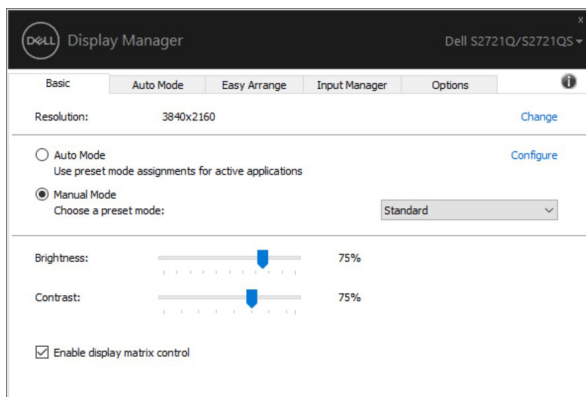 DELL Display Manager
x
Dell S2721Q/S2721QS
Basic Auto Mode Easy Arrange Input Manager Options i
Resolution: 3840x2160 Change
Auto Mode Configure
Use preset mode assignments for active applications
Manual Mode
Choose a preset mode: Standard
Brightness: 75%
Contrast: 75%
Enable display matrix control